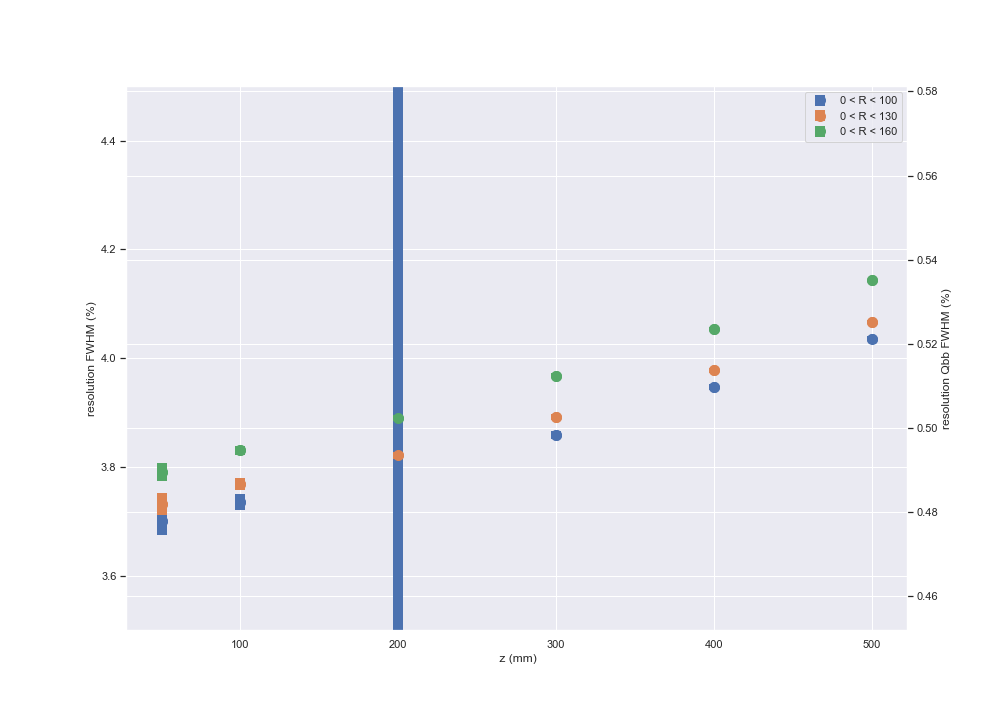 0 < R < 100
0 < R < 130
0 < R < 160
resolution FWHM (%)
4.4
4.2
4.0
3.8
3.6
0.58
0.56
0.54
0.52
0.50
0.48
0.46
resolution Qbb FWHM (%)
100 200 300 400 500
z (mm)